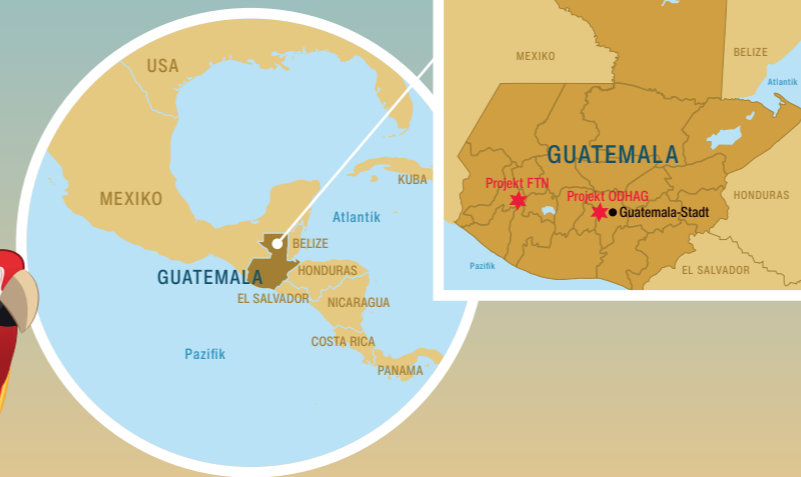 USA
MEXIKO
KUBA
Atlantik
BELIZE
GUATEMALA
HONDURAS
EL SALVADOR
NICARAGUA
COSTA RICA
Pazifik
PANAMA
MEXIKO
BELIZE
Atlantik
GUATEMALA
Projekt FTN
Projekt ODHAG
HONDURAS
Guatemala-Stadt
Pazifik
EL SALVADOR